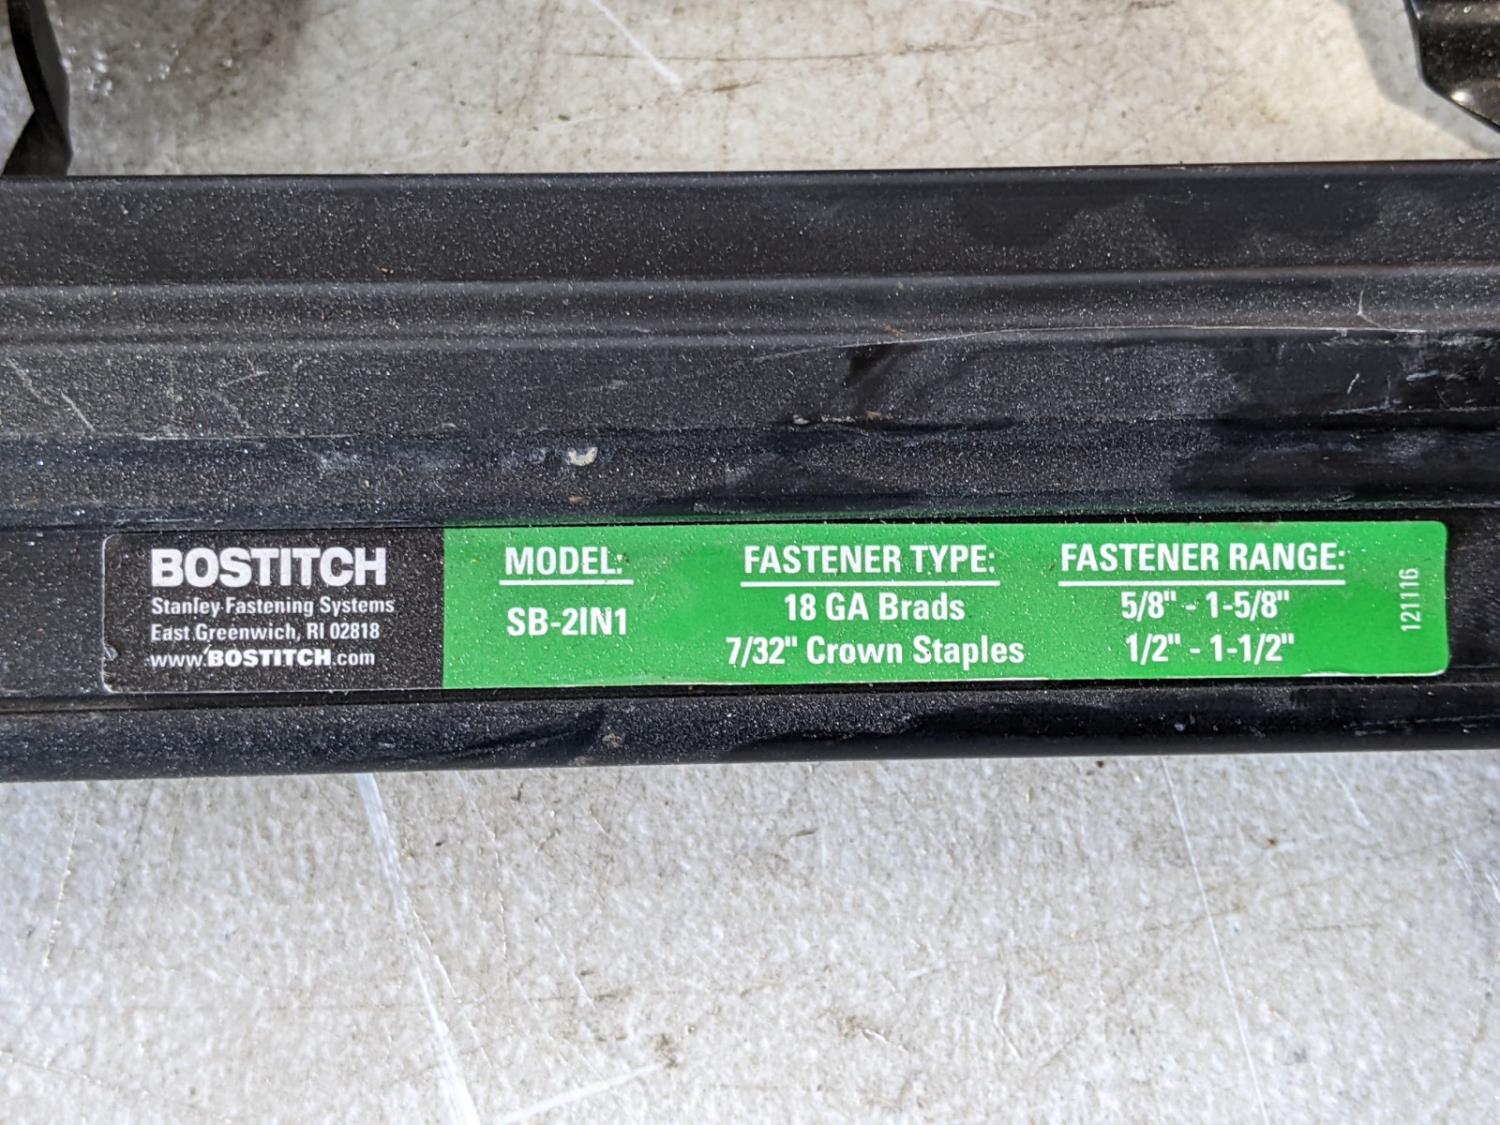 BOSTITCH
Stanley Fastening Systems
East Greenwich, RI 02818
www.BOSTITCH.com
MODEL:
SB-2IN1
FASTENER TYPE:
18 GA Brads
7/32" Crown Staples
FASTENER RANGE:
5/8" - 1-5/8"
1/2" - 1-1/2"
121116